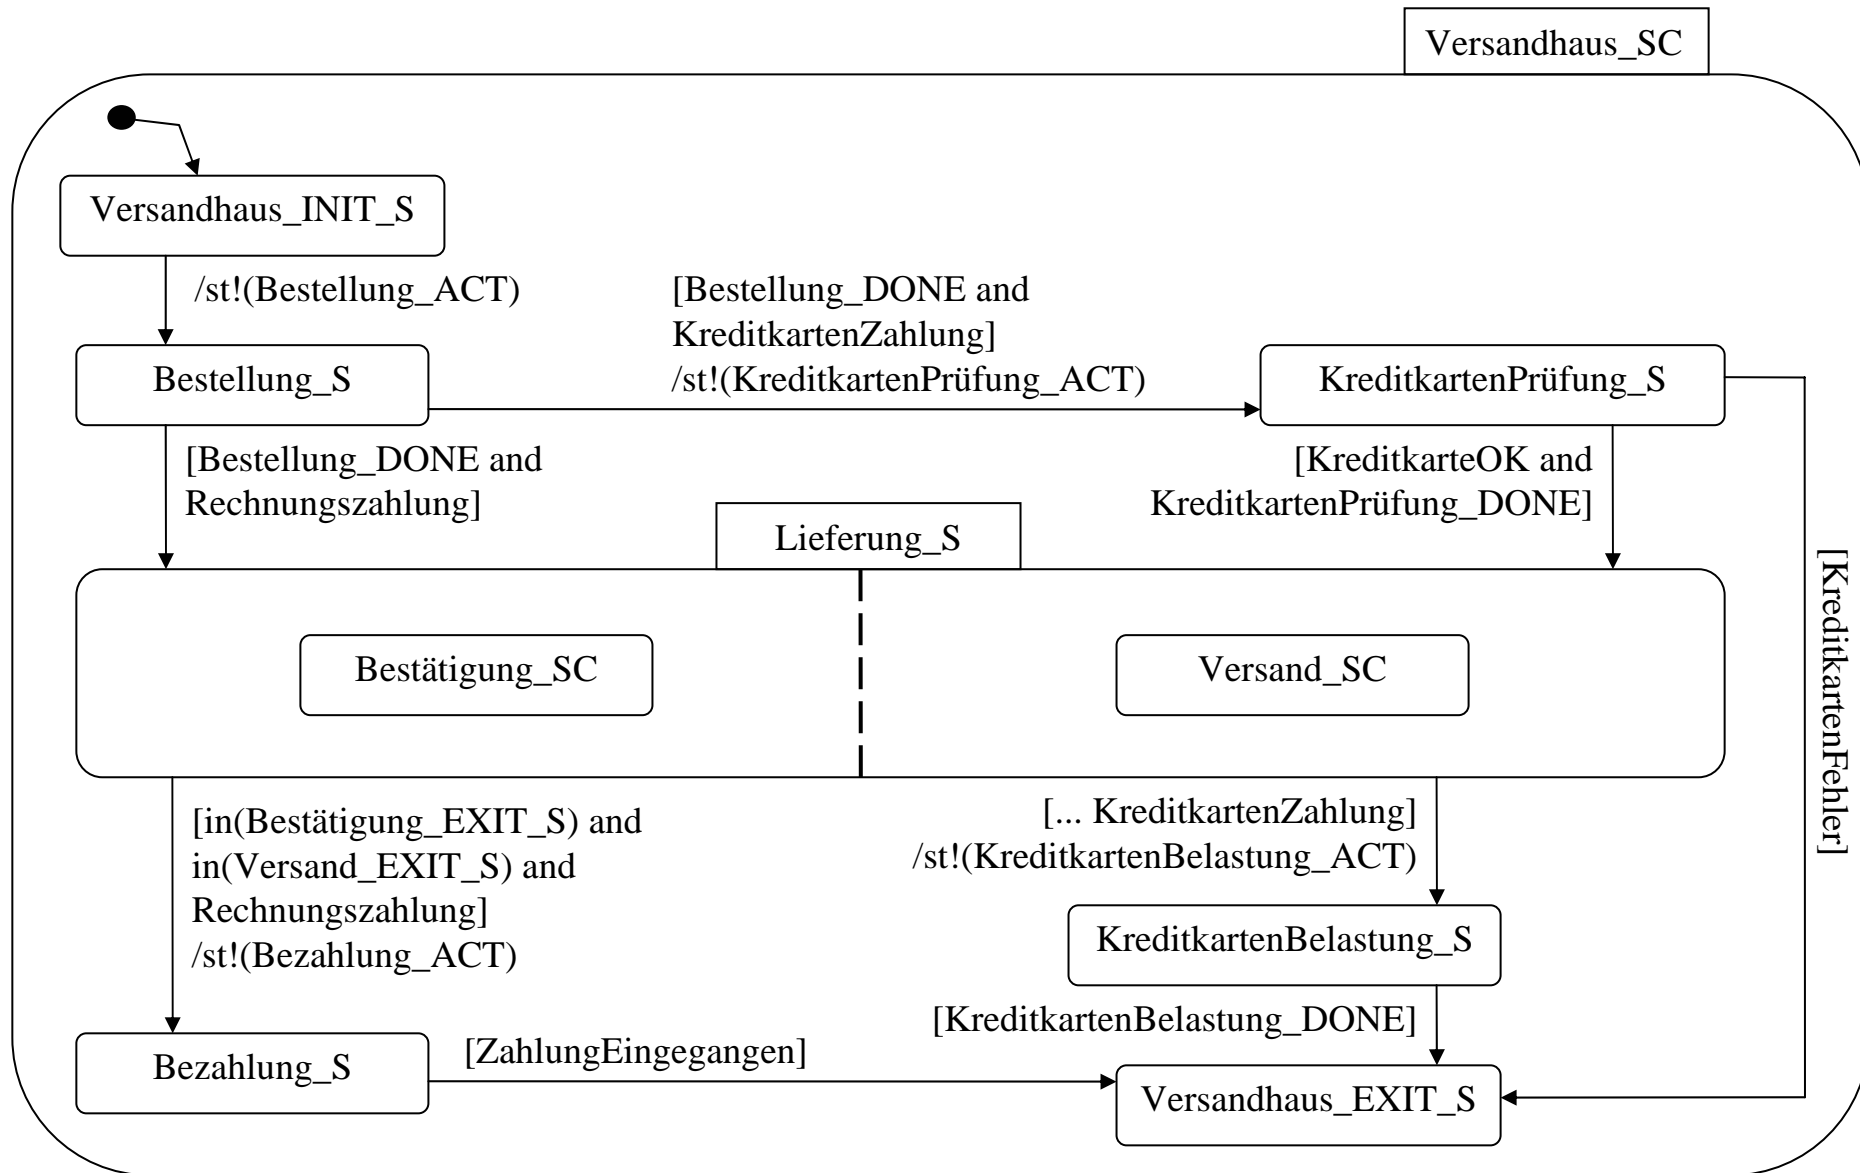 Versandhaus_SC
Versandhaus_INIT_S
/st!(Bestellung_ACT)
[Bestellung_DONE and
KreditkartenZahlung]
/st!(KreditkartenPrüfung_ACT)
Bestellung_S
KreditkartenPrüfung_S
[Bestellung_DONE and
Rechnungszahlung]
[KreditkarteOK and
KreditkartenPrüfung_DONE]
Lieferung_S
[KreditkartenFehler]
Bestätigung_SC
Versand_SC
[in(Bestätigung_EXIT_S) and
in(Versand_EXIT_S) and
Rechnungszahlung]
/st!(Bezahlung_ACT)
[... KreditkartenZahlung]
/st!(KreditkartenBelastung_ACT)
KreditkartenBelastung_S
[KreditkartenBelastung_DONE]
Bezahlung_S
[ZahlungEingegangen]
Versandhaus_EXIT_S